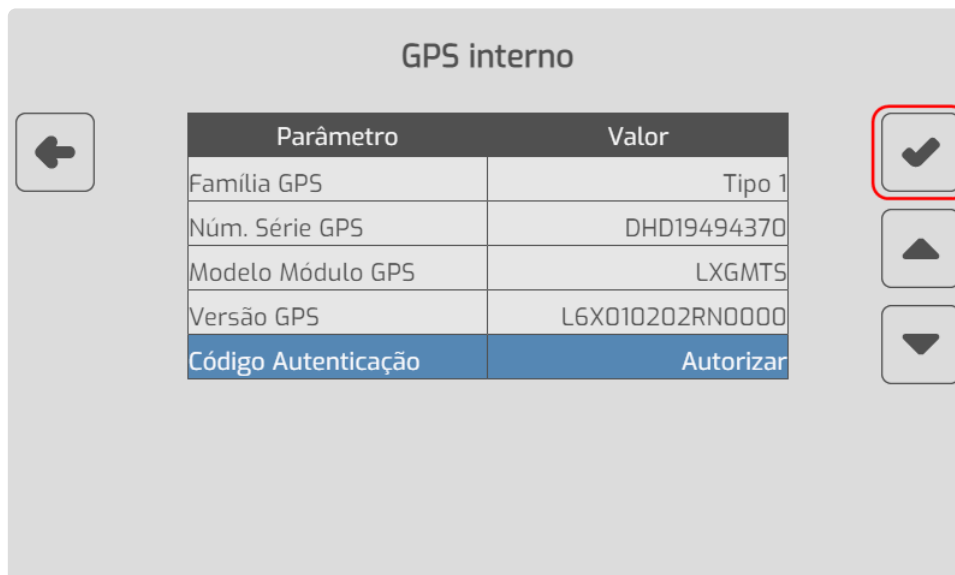 GPS interno
Parâmetro Valor
Família GPS Tipo 1
Núm. Série GPS DHD19494370
Modelo Módulo GPS LXGMTS
Versão GPS L6X010202RN0000
Código Autenticação Autorizar